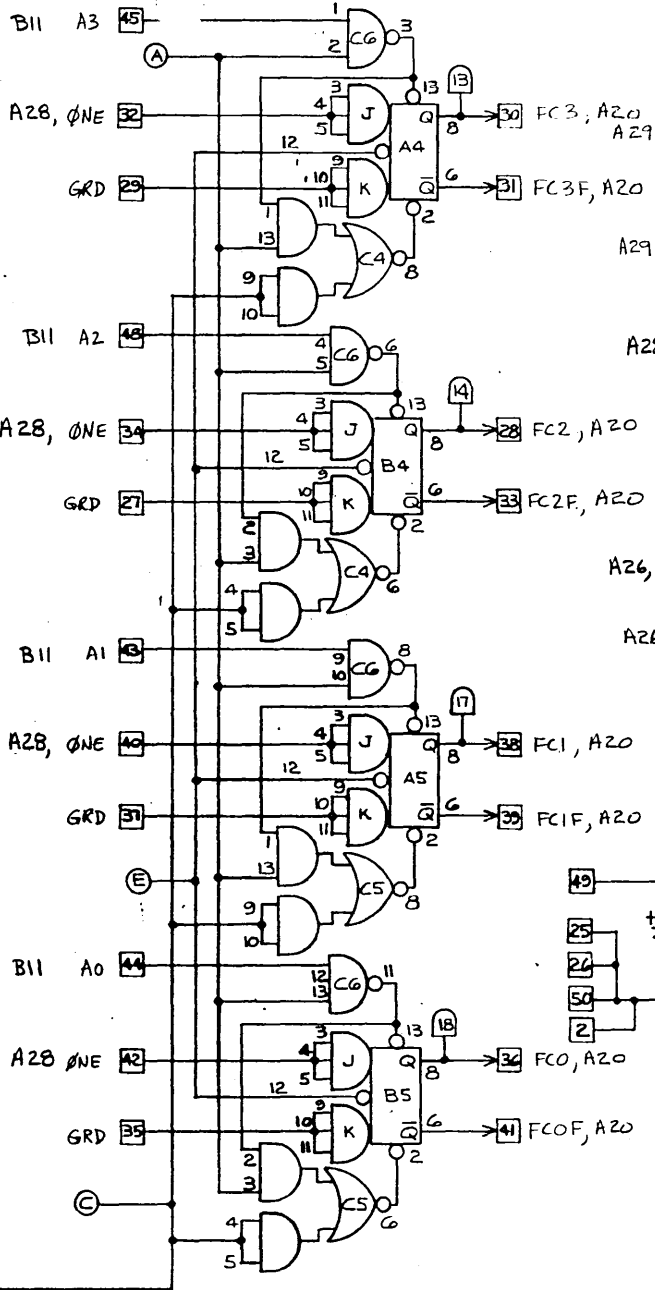 B11 A3 45
1
2
C6
3
A
13
13
A28, ØNE 32
3
4
5
J
Q
8
30 FC3, A20
A29
12
A4
GRD 29
9
10
11
K
Q̅
6
31 FC3F, A20
2
1
13
C4
8
A29
9
10
B11 A2 48
4
5
C6
6
13
14
A28, ØNE 34
3
4
5
J
Q
8
28 FC2, A20
12
B4
GRD 27
9
10
11
K
Q̅
6
33 FC2F, A20
2
2
3
C4
6
A26,
4
5
B11 A1 43
9
10
C6
8
A26
13
17
A28, ØNE 40
3
4
5
J
Q
8
38 FC1, A20
12
A5
GRD 37
9
10
11
K
Q̅
6
39 FC1F, A20
2
1
13
C5
8
E
49
9
10
25
26
50
2
B11 A0 44
12
13
C6
11
13
18
A28 ØNE 42
3
4
5
J
Q
8
36 FC0, A20
12
B5
GRD 35
9
10
11
K
Q̅
6
41 FC0F, A20
2
2
3
C5
6
C
4
5